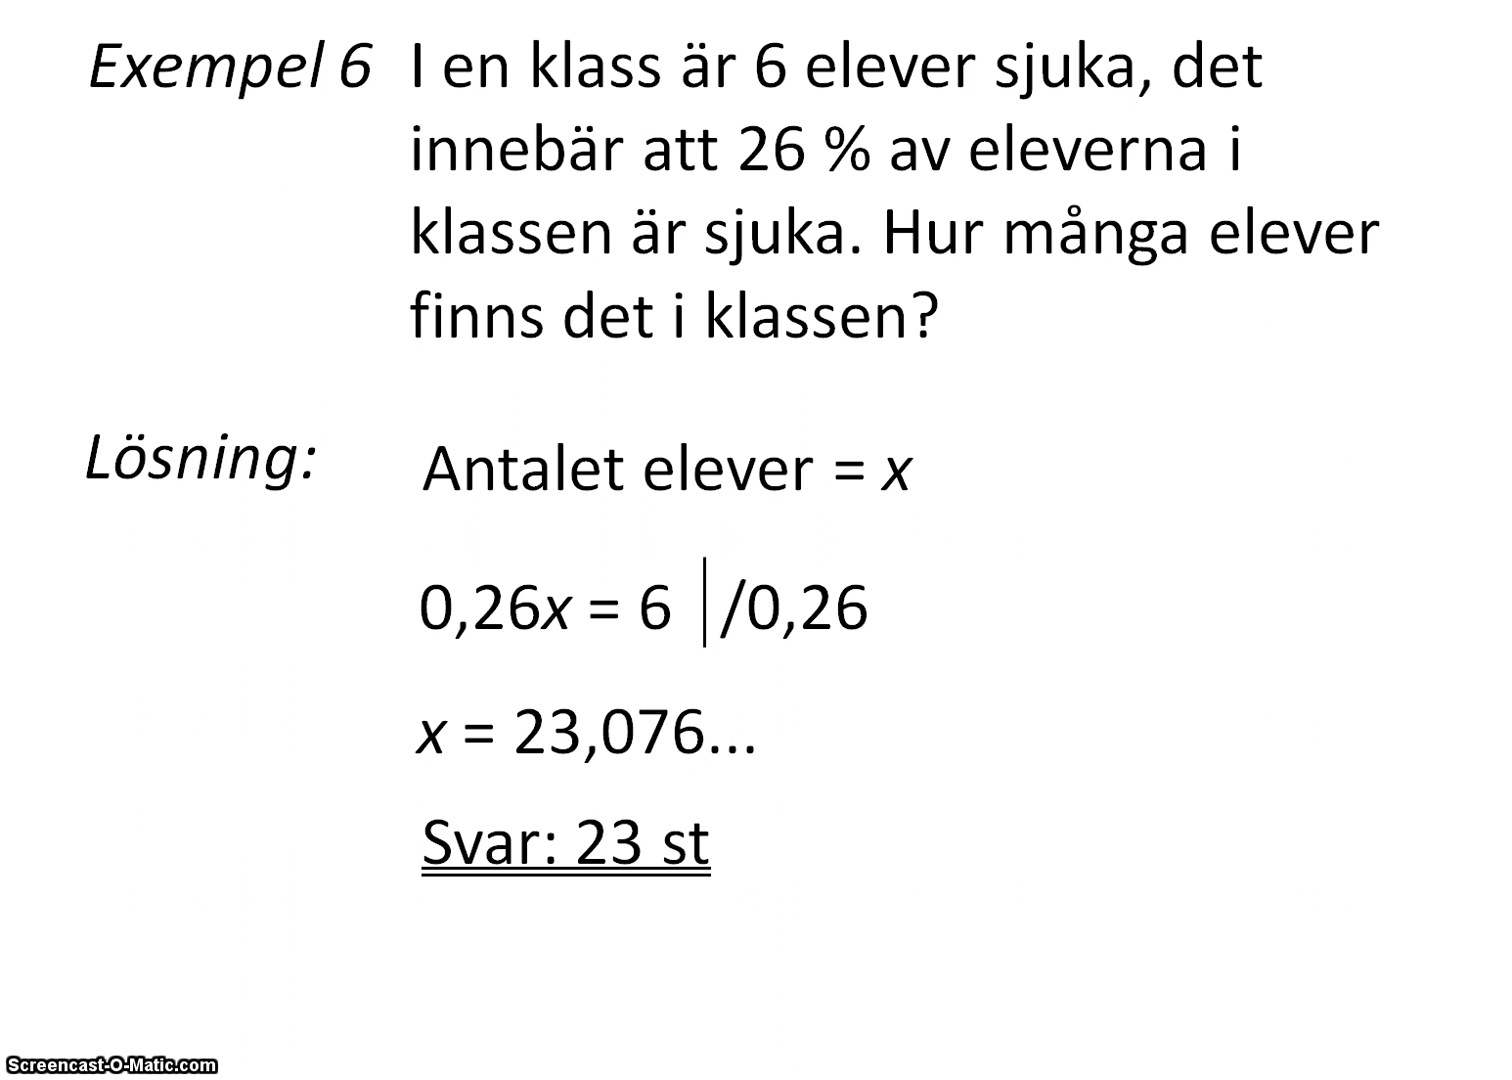 Exempel 6 I en klass är 6 elever sjuka, det
innebär att 26 % av eleverna i
klassen är sjuka. Hur många elever
finns det i klassen?
Lösning: Antalet elever = x
0,26x = 6 | /0,26
x = 23,076...
Svar: 23 st
Screencast-O-Matic.com